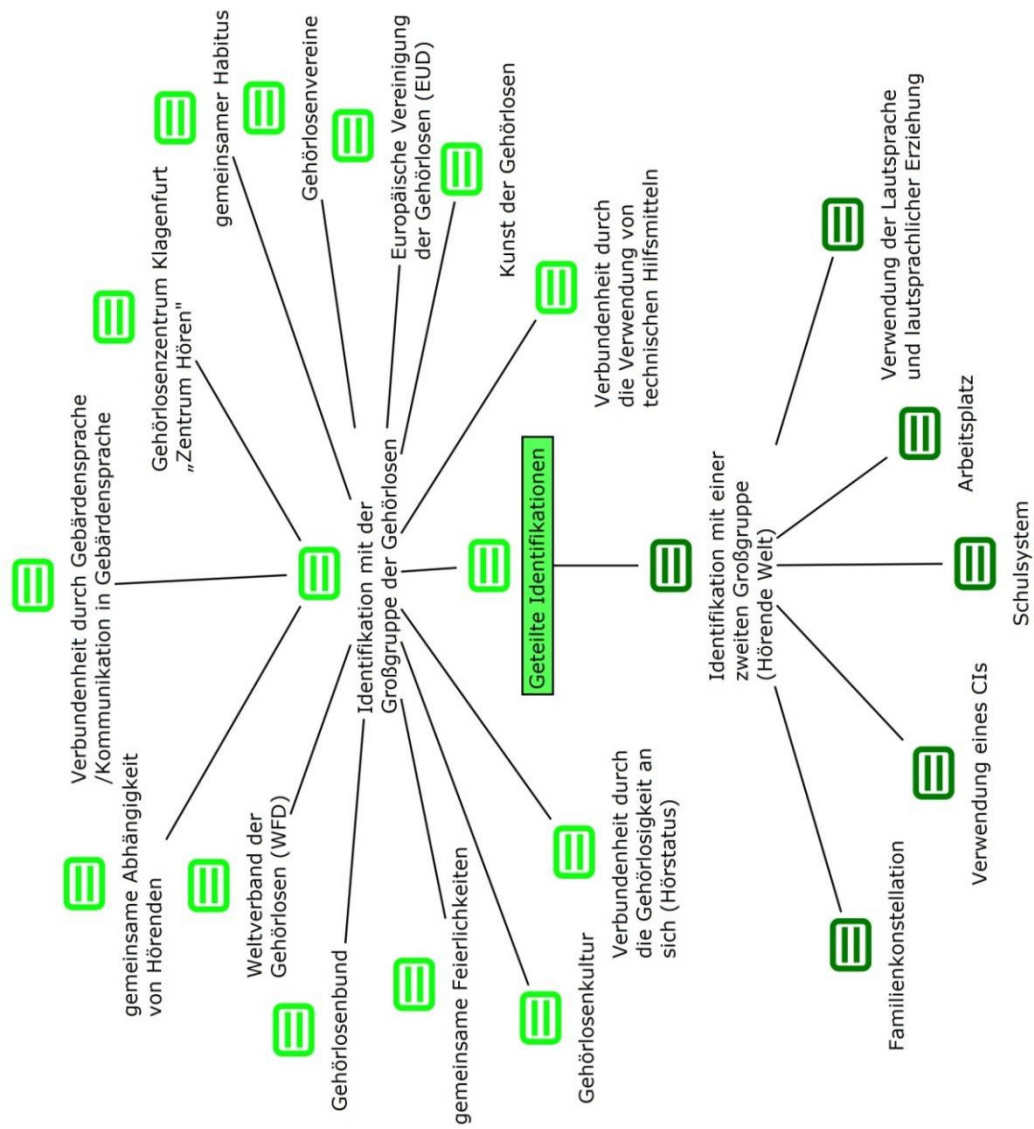 Verbundenheit durch Gebärdensprache
/Kommunikation in Gebärdensprache
gemeinsame Abhängigkeit
von Hörenden
Gehörlosenzentrum Klagenfurt
„Zentrum Hören"
gemeinsamer Habitus
Weltverband der
Gehörlosen (WFD)
Gehörlosenvereine
Gehörlosenbund
Identifikation mit der
Großgruppe der Gehörlosen
Europäische Vereinigung
der Gehörlosen (EUD)
gemeinsame Feierlichkeiten
Kunst der Gehörlosen
Gehörlosenkultur
Verbundenheit durch
die Gehörlosigkeit an
sich (Hörstatus)
Geteilte Identifikationen
Verbundenheit durch
die Verwendung von
technischen Hilfsmitteln
Identifikation mit einer
zweiten Großgruppe
(Hörende Welt)
Familienkonstellation
Verwendung eines CIs
Schulsystem
Arbeitsplatz
Verwendung der Lautsprache
und lautsprachlicher Erziehung